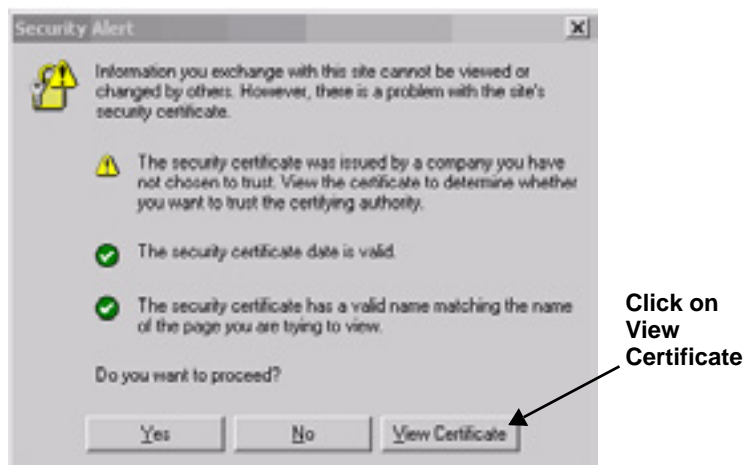 Security Alert
Information you exchange with this site cannot be viewed or
changed by others. However, there is a problem with the site's
security certificate.
The security certificate was issued by a company you have
not chosen to trust. View the certificate to determine whether
you want to trust the certifying authority.
The security certificate date is valid.
The security certificate has a valid name matching the name
of the page you are trying to view.
Do you want to proceed?
Yes
No
View Certificate
Click on
View
Certificate